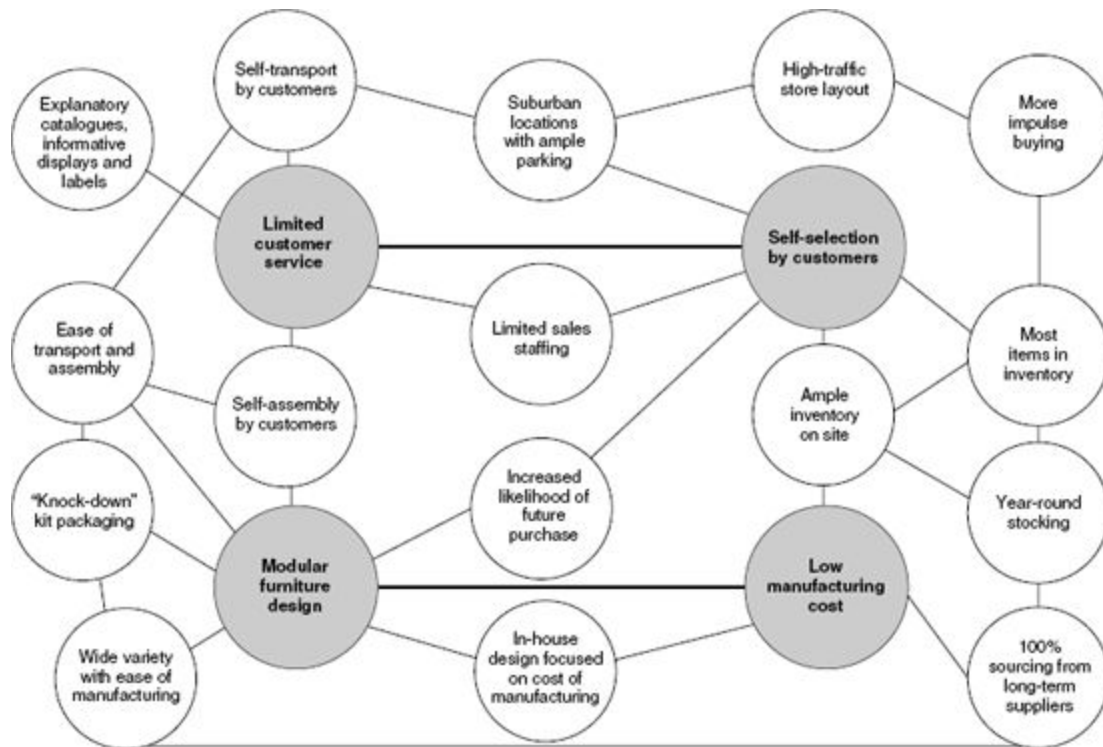 Self-transport
by customers
High-traffic
store layout
Explanatory
catalogues,
informative
displays and
labels
Suburban
locations
with ample
parking
More
impulse
buying
Limited
customer
service
Self-selection
by customers
Ease of
transport and
assembly
Limited sales
staffing
Most
items in
inventory
Self-assembly
by customers
Ample
inventory
on site
"Knock-down"
kit packaging
Increased
likelihood of
future
purchase
Year-round
stocking
Modular
furniture
design
Low
manufacturing
cost
Wide variety
with ease of
manufacturing
In-house
design focused
on cost of
manufacturing
100%
sourcing from
long-term
suppliers